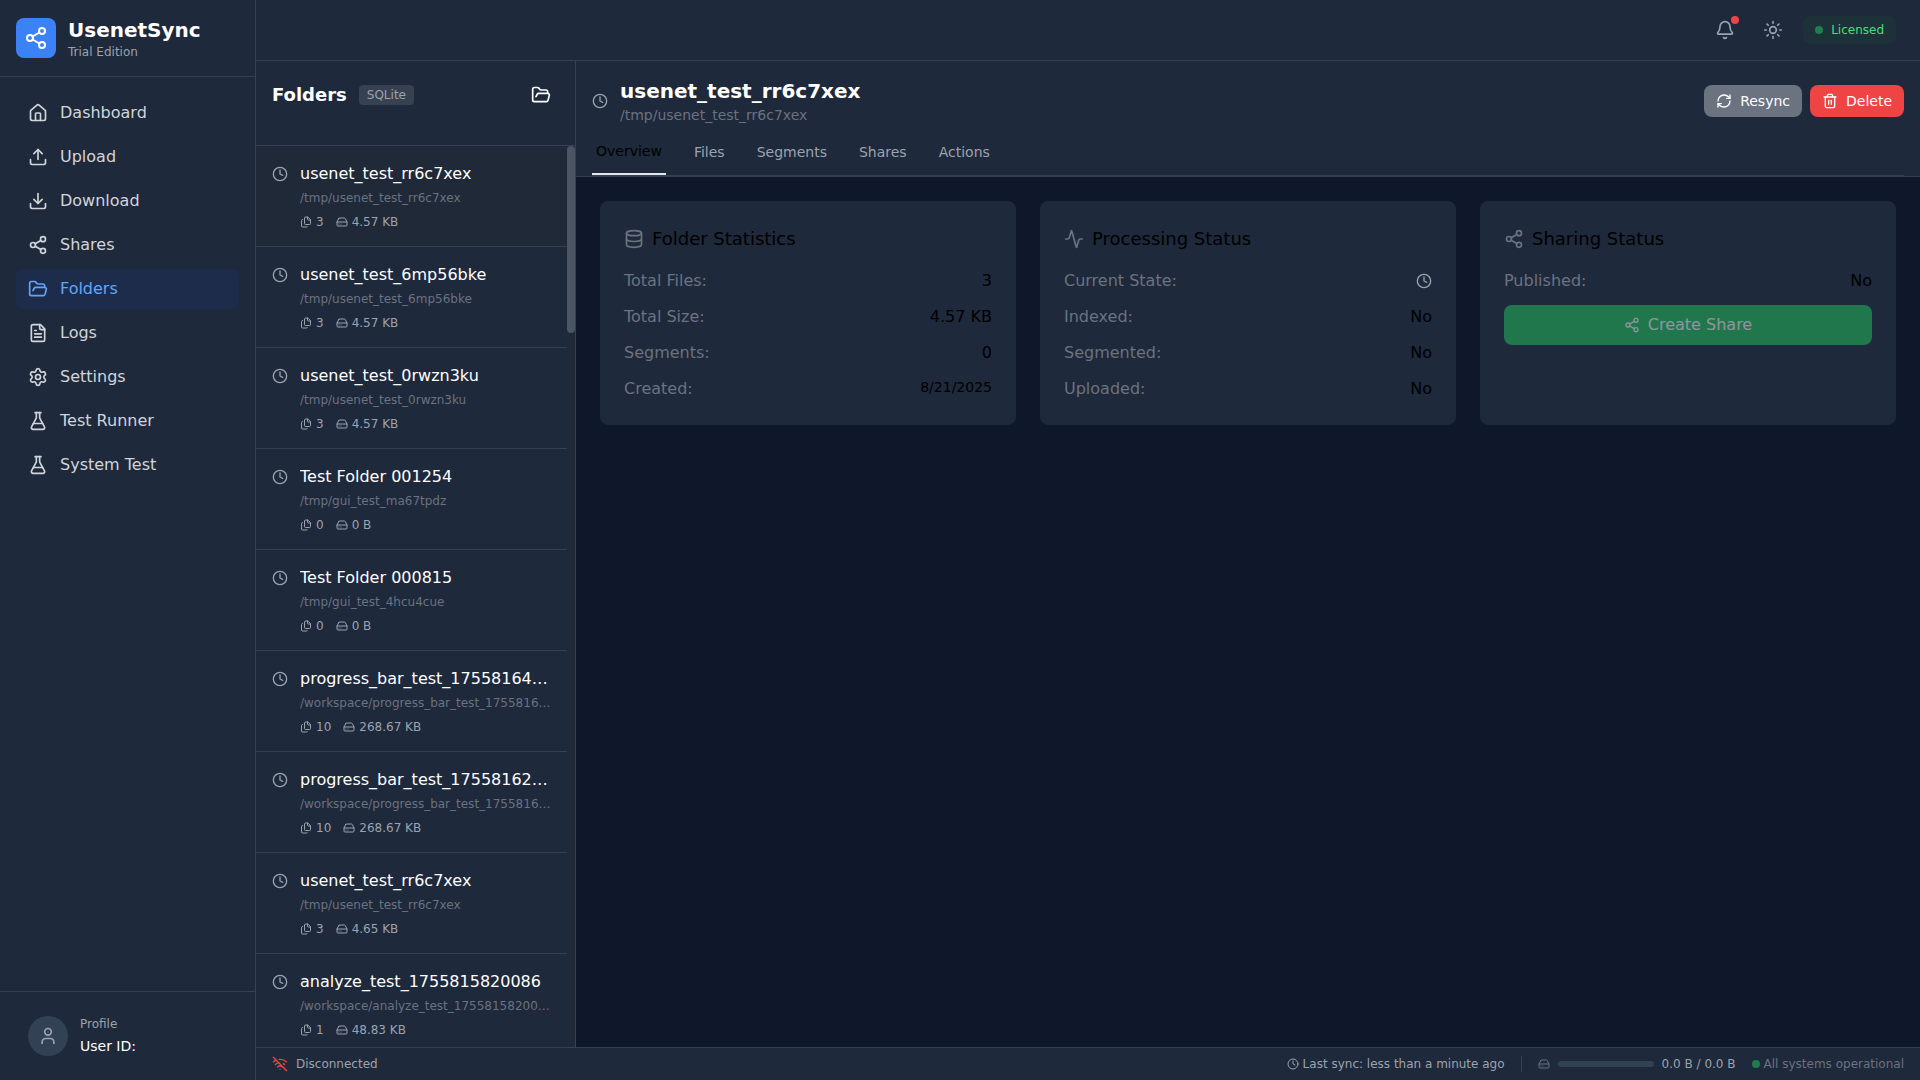 UsenetSync
Trial Edition
Dashboard
Upload
Download
Shares
Folders
Logs
Settings
Test Runner
System Test
Profile
User ID:
Licensed
Folders SQLite
usenet_test_rr6c7xex
/tmp/usenet_test_rr6c7xex
3 4.57 KB
usenet_test_6mp56bke
/tmp/usenet_test_6mp56bke
3 4.57 KB
usenet_test_0rwzn3ku
/tmp/usenet_test_0rwzn3ku
3 4.57 KB
Test Folder 001254
/tmp/gui_test_ma67tpdz
0 0 B
Test Folder 000815
/tmp/gui_test_4hcu4cue
0 0 B
progress_bar_test_17558164...
/workspace/progress_bar_test_1755816...
10 268.67 KB
progress_bar_test_17558162...
/workspace/progress_bar_test_1755816...
10 268.67 KB
usenet_test_rr6c7xex
/tmp/usenet_test_rr6c7xex
3 4.65 KB
analyze_test_1755815820086
/workspace/analyze_test_17558158200...
1 48.83 KB
usenet_test_rr6c7xex
/tmp/usenet_test_rr6c7xex
Resync Delete
Overview Files Segments Shares Actions
Folder Statistics
Total Files: 3
Total Size: 4.57 KB
Segments: 0
Created: 8/21/2025
Processing Status
Current State:
Indexed: No
Segmented: No
Uploaded: No
Sharing Status
Published: No
Create Share
Disconnected
Last sync: less than a minute ago
0.0 B / 0.0 B
All systems operational